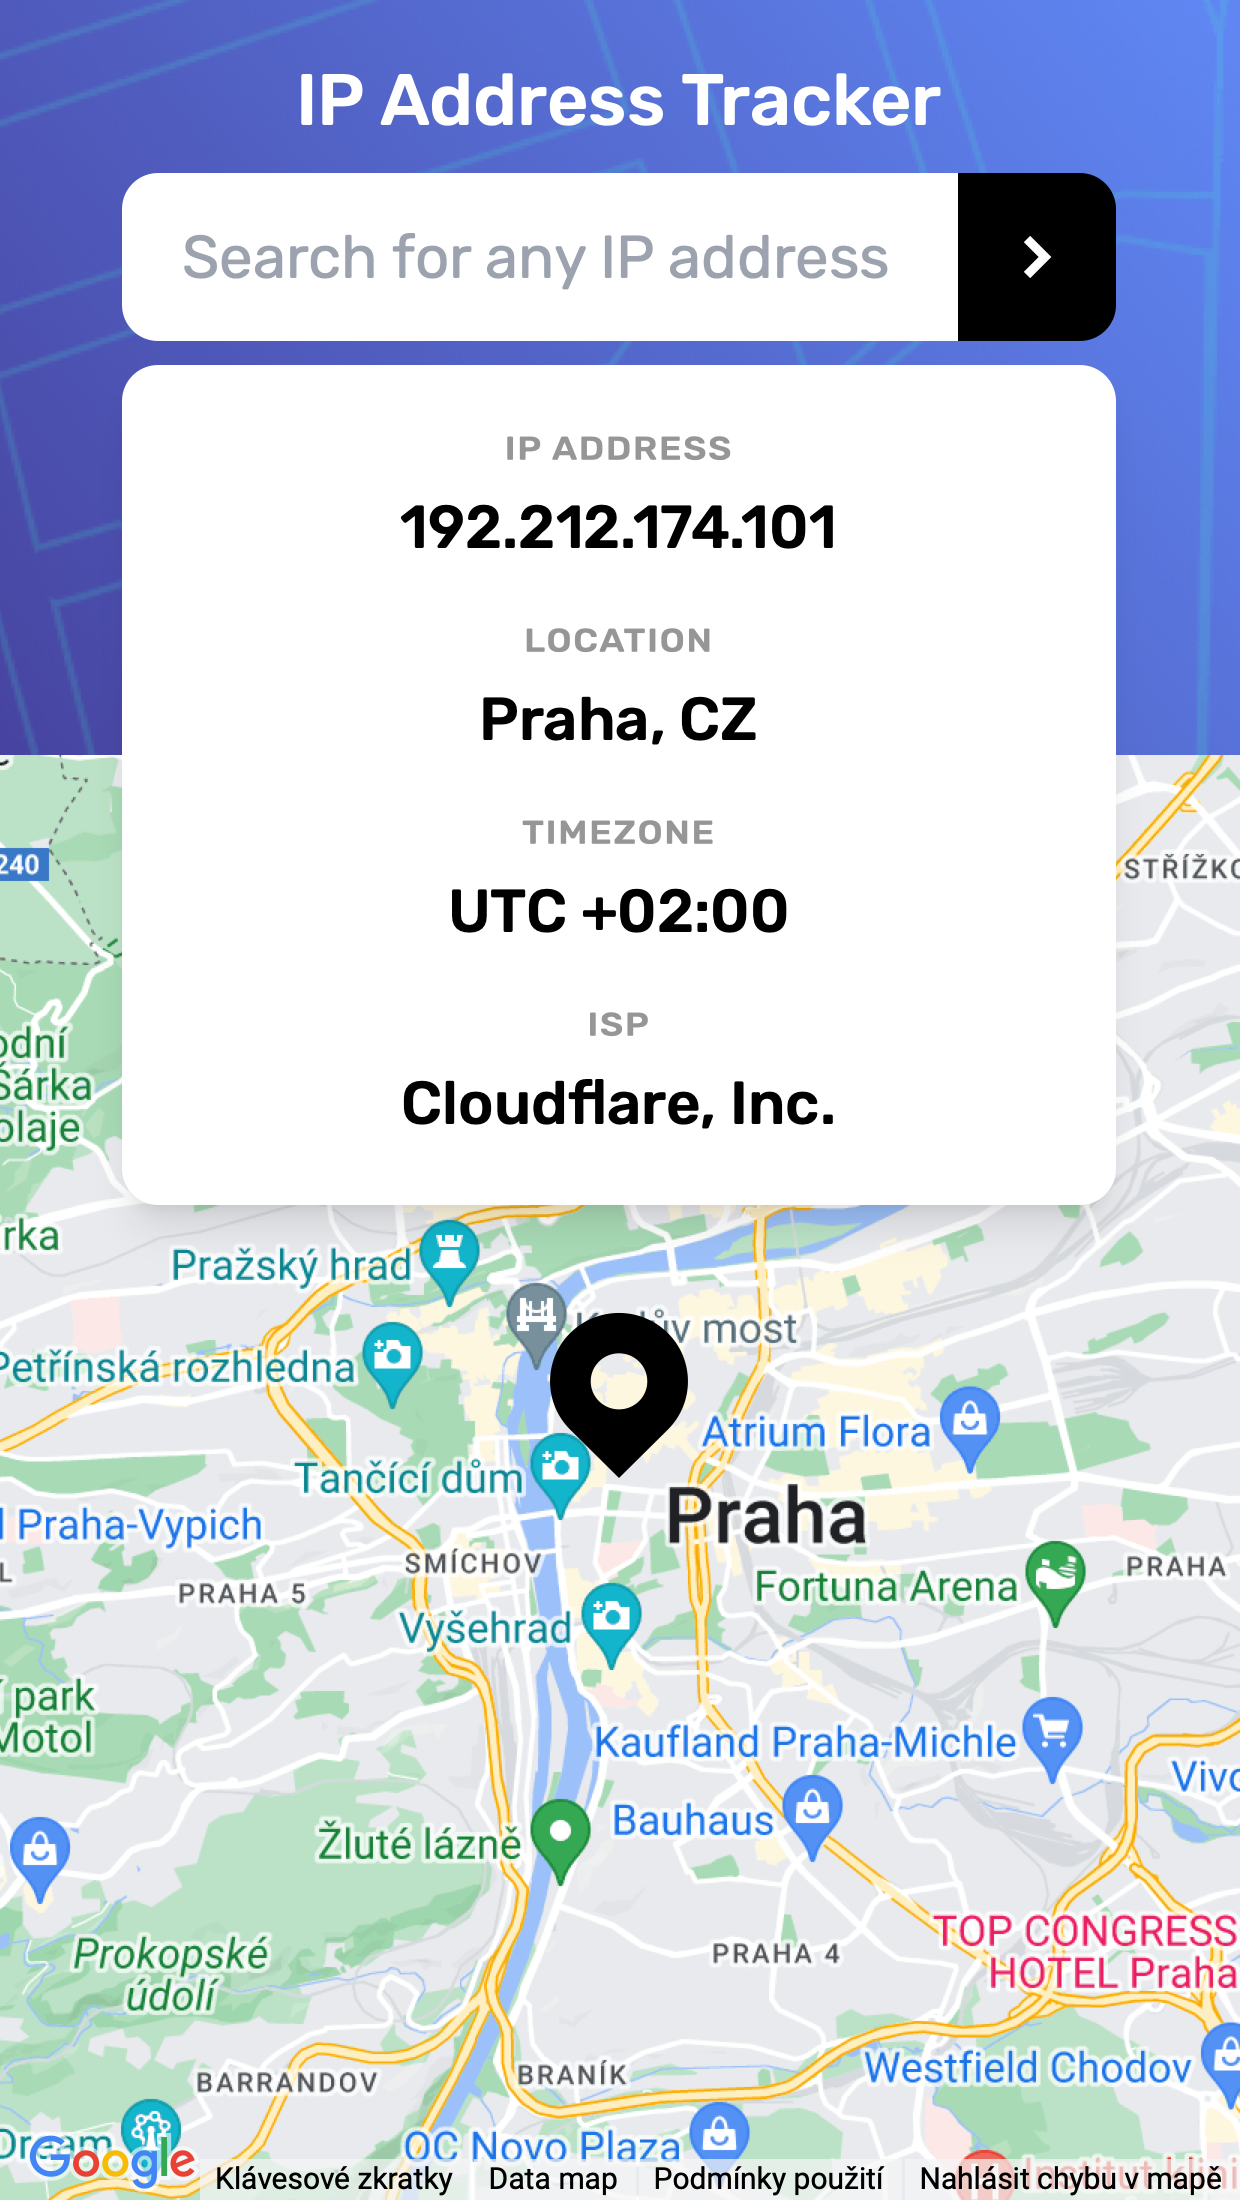 IP Address Tracker
Search for any IP address
IP ADDRESS
192.212.174.101
LOCATION
Praha, CZ
TIMEZONE
UTC +02:00
ISP
Cloudflare, Inc.
240
STŘÍŽKO
odní
Šárka
olaje
rka
Pražský hrad
most
Petřínská rozhledna
Atrium Flora
Tančící dům
Praha
Praha-Vypich
SMÍCHOV
PRAHA
PRAHA 5
Fortuna Arena
Vyšehrad
park
Motol
Kaufland Praha-Michle
Vivo
Bauhaus
Žluté lázně
TOP CONGRESS
HOTEL Praha
PRAHA 4
Prokopské
údolí
Westfield Chodov
BRANÍK
BARRANDOV
Dream
OC Novo Plaza
Google
Klávesové zkratky Data map Podmínky použití Nahlásit chybu v mapě